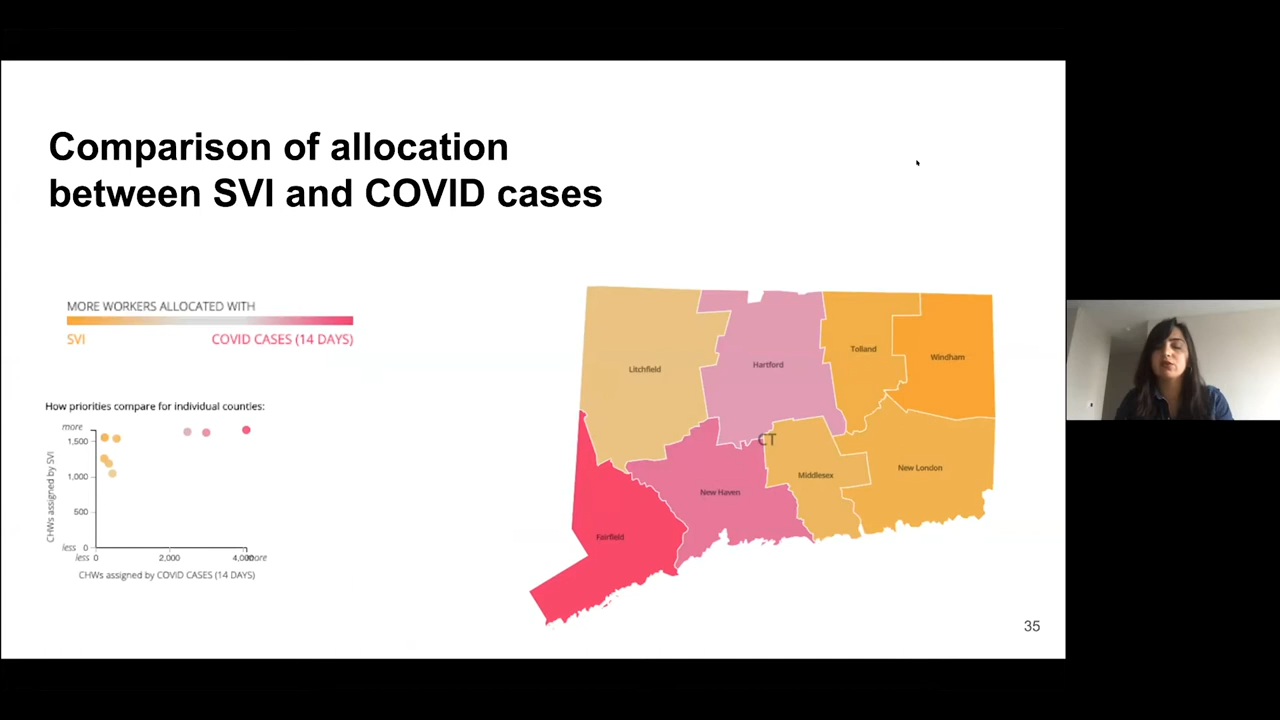 Comparison of allocation
between SVI and COVID cases
MORE WORKERS ALLOCATED WITH
SVI
COVID CASES (14 DAYS)
How priorities compare for individual counties:
more
1,500
1,000
500
less 0
CHWs assigned by SVI
less 0
2,000
4,000
more
CHWs assigned by COVID CASES (14 DAYS)
Litchfield
Hartford
Tolland
Windham
CT
New Haven
Middlesex
New London
Fairfield
35